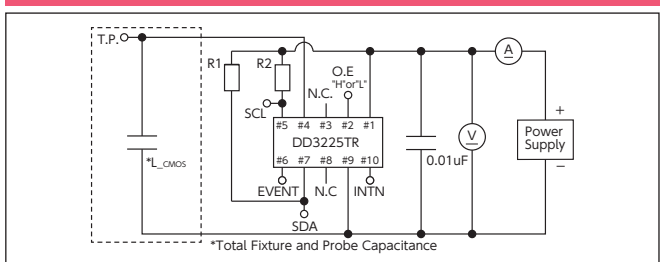 T.P.
R1
R2
O.E
"H"or"L"
N.C.
SCL
A
+
#5 #4 #3 #2 #1
DD3225TR
#6 #7 #8 #9 #10
*L_CMOS
0.01uF
V
Power
Supply
−
EVENT
N.C
INTN
SDA
*Total Fixture and Probe Capacitance